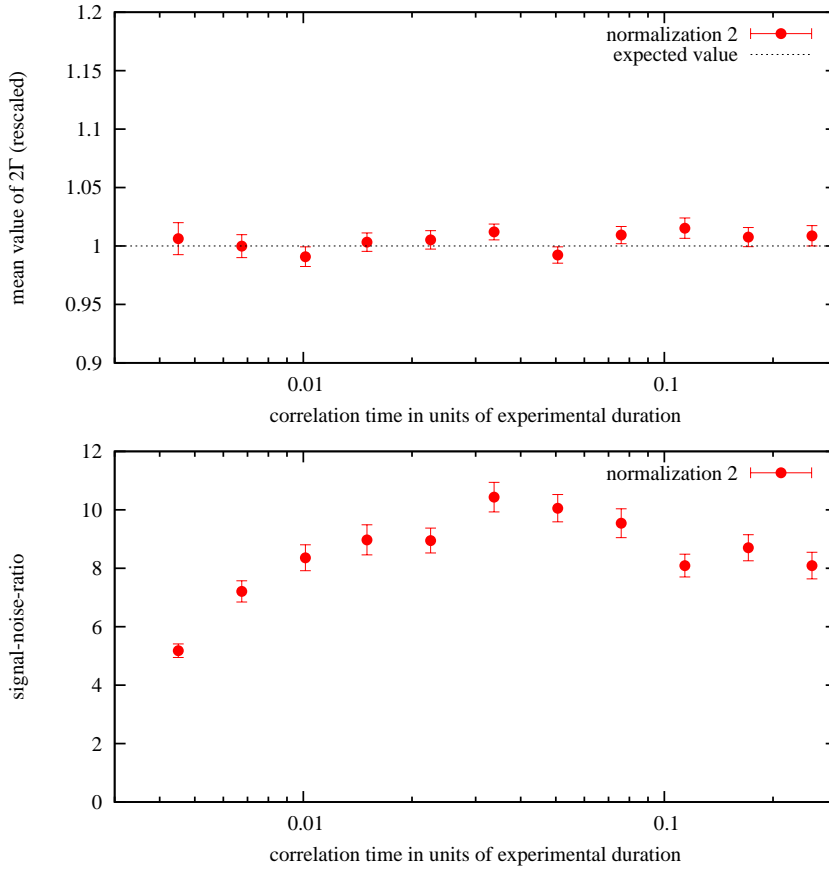 1.2
1.15
1.1
1.05
1
0.95
0.9
mean value of 2Γ (rescaled)
normalization 2
expected value
0.01
0.1
correlation time in units of experimental duration
12
10
8
6
4
2
0
signal-noise-ratio
normalization 2
0.01
0.1
correlation time in units of experimental duration